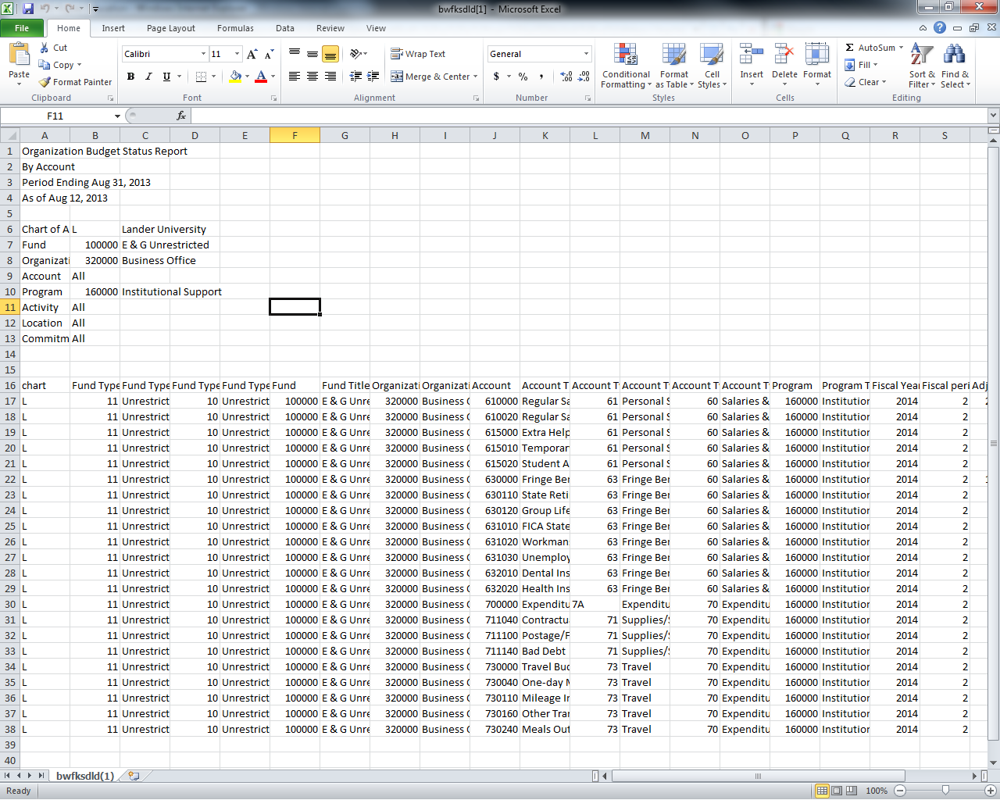 bwfksdld[1] - Microsoft Excel
File Home Insert Page Layout Formulas Data Review View
Paste Cut Copy Format Painter Clipboard
Calibri 11 B I U Font
Wrap Text Merge & Center Alignment
General $ % , Number
Conditional Formatting Format as Table Cell Styles Styles
Insert Delete Format Cells
Σ AutoSum Fill Clear Sort & Filter Find & Select Editing
F11 fx
A B C D E F G H I J K L M N O P Q R S
1 Organization Budget Status Report
2 By Account
3 Period Ending Aug 31, 2013
4 As of Aug 12, 2013
5
6 Chart of A L Lander University
7 Fund 100000 E & G Unrestricted
8 Organizati 320000 Business Office
9 Account All
10 Program 160000 Institutional Support
11 Activity All
12 Location All
13 Commitm All
14
15
16 chart Fund Type Fund Type Fund Type Fund Type Fund Fund Title Organizati Organizati Account Account T Account Ty Account Ty Account Ty Account Ty Program Program T Fiscal Year Fiscal peri Adj
17 L 11 Unrestrict 10 Unrestrict 100000 E & G Unre 320000 Business O 610000 Regular Sa 61 Personal S 60 Salaries & 160000 Institution 2014 2
18 L 11 Unrestrict 10 Unrestrict 100000 E & G Unre 320000 Business O 610020 Regular Sa 61 Personal S 60 Salaries & 160000 Institution 2014 2
19 L 11 Unrestrict 10 Unrestrict 100000 E & G Unre 320000 Business O 615000 Extra Help 61 Personal S 60 Salaries & 160000 Institution 2014 2
20 L 11 Unrestrict 10 Unrestrict 100000 E & G Unre 320000 Business O 615010 Temporar 61 Personal S 60 Salaries & 160000 Institution 2014 2
21 L 11 Unrestrict 10 Unrestrict 100000 E & G Unre 320000 Business O 615020 Student A 61 Personal S 60 Salaries & 160000 Institution 2014 2
22 L 11 Unrestrict 10 Unrestrict 100000 E & G Unre 320000 Business O 630000 Fringe Ber 63 Fringe Ber 60 Salaries & 160000 Institution 2014 2
23 L 11 Unrestrict 10 Unrestrict 100000 E & G Unre 320000 Business O 630110 State Reti 63 Fringe Ber 60 Salaries & 160000 Institution 2014 2
24 L 11 Unrestrict 10 Unrestrict 100000 E & G Unre 320000 Business O 630120 Group Life 63 Fringe Ber 60 Salaries & 160000 Institution 2014 2
25 L 11 Unrestrict 10 Unrestrict 100000 E & G Unre 320000 Business O 631010 FICA State 63 Fringe Ber 60 Salaries & 160000 Institution 2014 2
26 L 11 Unrestrict 10 Unrestrict 100000 E & G Unre 320000 Business O 631020 Workman 63 Fringe Ber 60 Salaries & 160000 Institution 2014 2
27 L 11 Unrestrict 10 Unrestrict 100000 E & G Unre 320000 Business O 631030 Unemploy 63 Fringe Ber 60 Salaries & 160000 Institution 2014 2
28 L 11 Unrestrict 10 Unrestrict 100000 E & G Unre 320000 Business O 632010 Dental Ins 63 Fringe Ber 60 Salaries & 160000 Institution 2014 2
29 L 11 Unrestrict 10 Unrestrict 100000 E & G Unre 320000 Business O 632020 Health Ins 63 Fringe Ber 60 Salaries & 160000 Institution 2014 2
30 L 11 Unrestrict 10 Unrestrict 100000 E & G Unre 320000 Business O 700000 Expenditu 7A Expenditu 70 Expenditu 160000 Institution 2014 2
31 L 11 Unrestrict 10 Unrestrict 100000 E & G Unre 320000 Business O 711040 Contractu 71 Supplies/S 70 Expenditu 160000 Institution 2014 2
32 L 11 Unrestrict 10 Unrestrict 100000 E & G Unre 320000 Business O 711100 Postage/F 71 Supplies/S 70 Expenditu 160000 Institution 2014 2
33 L 11 Unrestrict 10 Unrestrict 100000 E & G Unre 320000 Business O 711140 Bad Debt 71 Supplies/S 70 Expenditu 160000 Institution 2014 2
34 L 11 Unrestrict 10 Unrestrict 100000 E & G Unre 320000 Business O 730000 Travel Bud 73 Travel 70 Expenditu 160000 Institution 2014 2
35 L 11 Unrestrict 10 Unrestrict 100000 E & G Unre 320000 Business O 730040 One-day M 73 Travel 70 Expenditu 160000 Institution 2014 2
36 L 11 Unrestrict 10 Unrestrict 100000 E & G Unre 320000 Business O 730110 Mileage In 73 Travel 70 Expenditu 160000 Institution 2014 2
37 L 11 Unrestrict 10 Unrestrict 100000 E & G Unre 320000 Business O 730160 Other Trar 73 Travel 70 Expenditu 160000 Institution 2014 2
38 L 11 Unrestrict 10 Unrestrict 100000 E & G Unre 320000 Business O 730240 Meals Out 73 Travel 70 Expenditu 160000 Institution 2014 2
39
40
bwfksdld(1)
Ready 100%